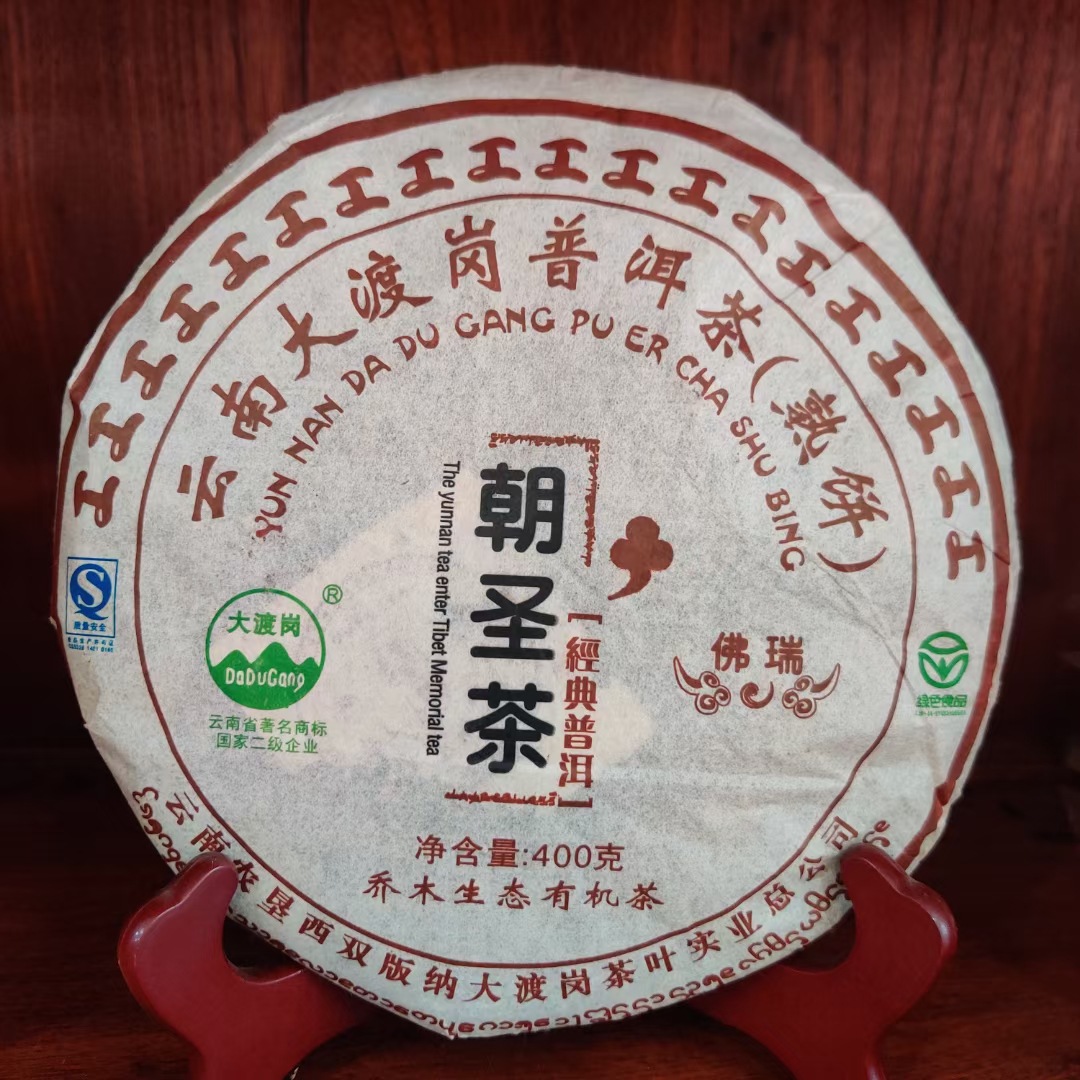 云南大渡岗普洱茶(熟饼)
YUN NAN DA DU GANG PU ER CHA SHU BING
朝圣茶
The yunnan tea enter Tibet Memorial tea
[經典普洱]
佛瑞
质量安全
大渡岗
DaDuGang
®
云南省著名商标
国家二级企业
绿色食品
净含量:400克
乔木生态有机茶
云南农垦西双版纳大渡岗茶叶实业总公司